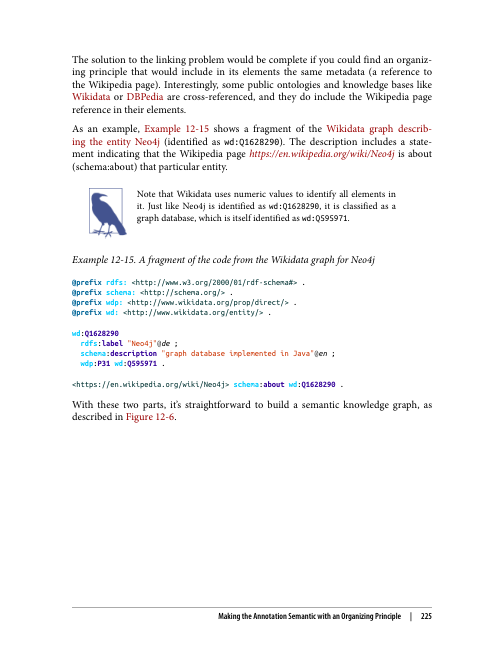 The solution to the linking problem would be complete if you could find an organiz-
ing principle that would include in its elements the same metadata (a reference to
the Wikipedia page). Interestingly, some public ontologies and knowledge bases like
Wikidata or DBPedia are cross-referenced, and they do include the Wikipedia page
reference in their elements.
As an example, Example 12-15 shows a fragment of the Wikidata graph describ-
ing the entity Neo4j (identified as wd:Q1628290). The description includes a state-
ment indicating that the Wikipedia page https://en.wikipedia.org/wiki/Neo4j is about
(schema:about) that particular entity.
Note that Wikidata uses numeric values to identify all elements in
it. Just like Neo4j is identified as wd:Q1628290, it is classified as a
graph database, which is itself identified as wd:Q595971.
Example 12-15. A fragment of the code from the Wikidata graph for Neo4j
@prefix rdfs: <http://www.w3.org/2000/01/rdf-schema#> .
@prefix schema: <http://schema.org/> .
@prefix wdp: <http://www.wikidata.org/prop/direct/> .
@prefix wd: <http://www.wikidata.org/entity/> .
wd:Q1628290
rdfs:label "Neo4j"@de ;
schema:description "graph database implemented in Java"@en ;
wdp:P31 wd:Q595971 .
<https://en.wikipedia.org/wiki/Neo4j> schema:about wd:Q1628290 .
With these two parts, it's straightforward to build a semantic knowledge graph, as
described in Figure 12-6.
Making the Annotation Semantic with an Organizing Principle | 225